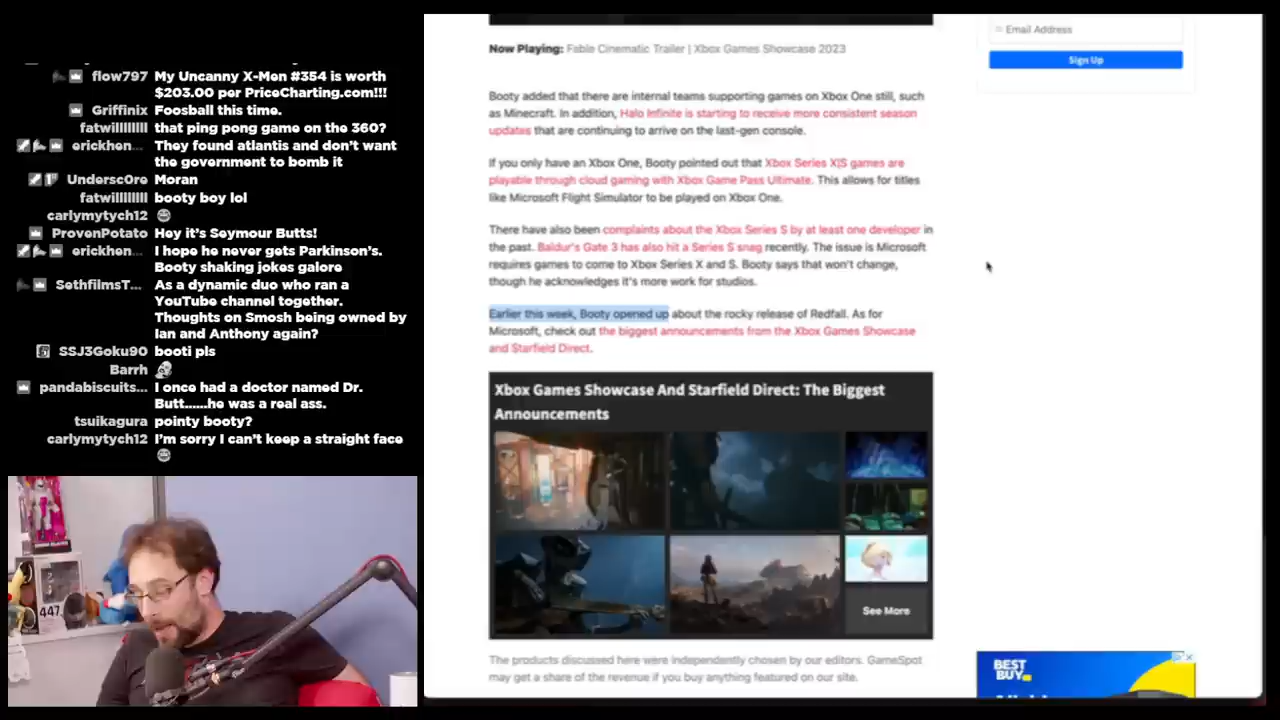 flow797 My Uncanny X-Men #354 is worth
$203.00 per PriceCharting.com!!!
Griffinix Foosball this time.
fatwillllllll that ping pong game on the 360?
erickhen... They found atlantis and don't want
the government to bomb it
Undersc0re Moran
fatwillllllll booty boy lol
carlymytych12
ProvenPotato Hey it's Seymour Butts!
erickhen... I hope he never gets Parkinson's.
Booty shaking jokes galore
SethfilmsT... As a dynamic duo who ran a
YouTube channel together.
Thoughts on Smosh being owned by
Ian and Anthony again?
SSJ3Goku90 booti pls
Barrh
pandabiscuits... I once had a doctor named Dr.
Butt......he was a real ass.
tsuikagura pointy booty?
carlymytych12 I'm sorry I can't keep a straight face
447
Now Playing: Fable Cinematic Trailer | Xbox Games Showcase 2023
Booty added that there are internal teams supporting games on Xbox One still, such
as Minecraft. In addition, Halo Infinite is starting to receive more consistent season
updates that are continuing to arrive on the last-gen console.
If you only have an Xbox One, Booty pointed out that Xbox Series X|S games are
playable through cloud gaming with Xbox Game Pass Ultimate. This allows for titles
like Microsoft Flight Simulator to be played on Xbox One.
There have also been complaints about the Xbox Series S by at least one developer in
the past. Baldur's Gate 3 has also hit a Series S snag recently. The issue is Microsoft
requires games to come to Xbox Series X and S. Booty says that won't change,
though he acknowledges it's more work for studios.
Earlier this week, Booty opened up about the rocky release of Redfall. As for
Microsoft, check out the biggest announcements from the Xbox Games Showcase
and Starfield Direct.
Xbox Games Showcase And Starfield Direct: The Biggest
Announcements
See More
The products discussed here were independently chosen by our editors. GameSpot
may get a share of the revenue if you buy anything featured on our site.
Email Address
Sign Up
BEST
BUY